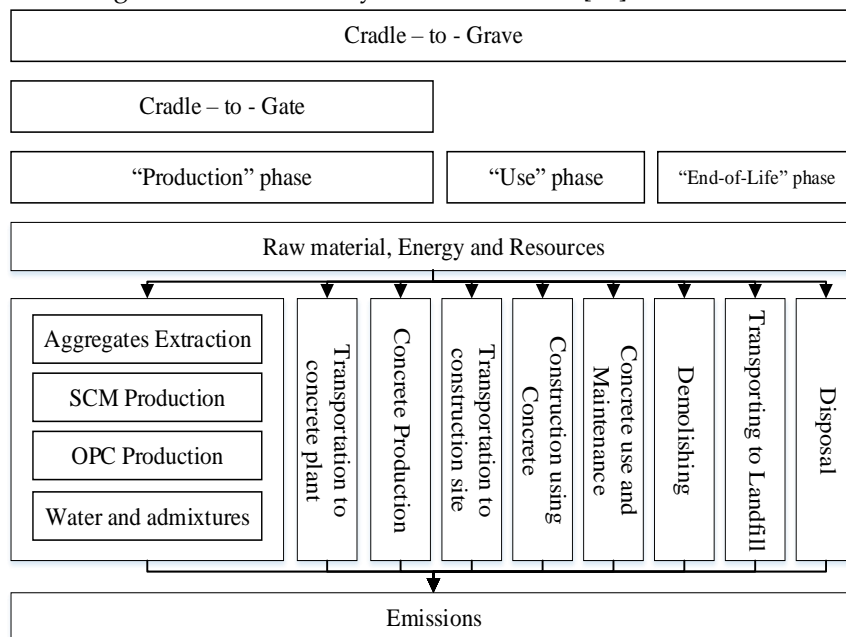 Cradle – to - Grave
Cradle – to - Gate
“Production” phase
“Use” phase
“End-of-Life” phase
Raw material, Energy and Resources
Aggregates Extraction
SCM Production
OPC Production
Water and admixtures
Transportation to
concrete plant
Concrete Production
Transportation to
construction site
Construction using
Concrete
Concrete use and
Maintenance
Demolishing
Transporting to Landfill
Disposal
Emissions